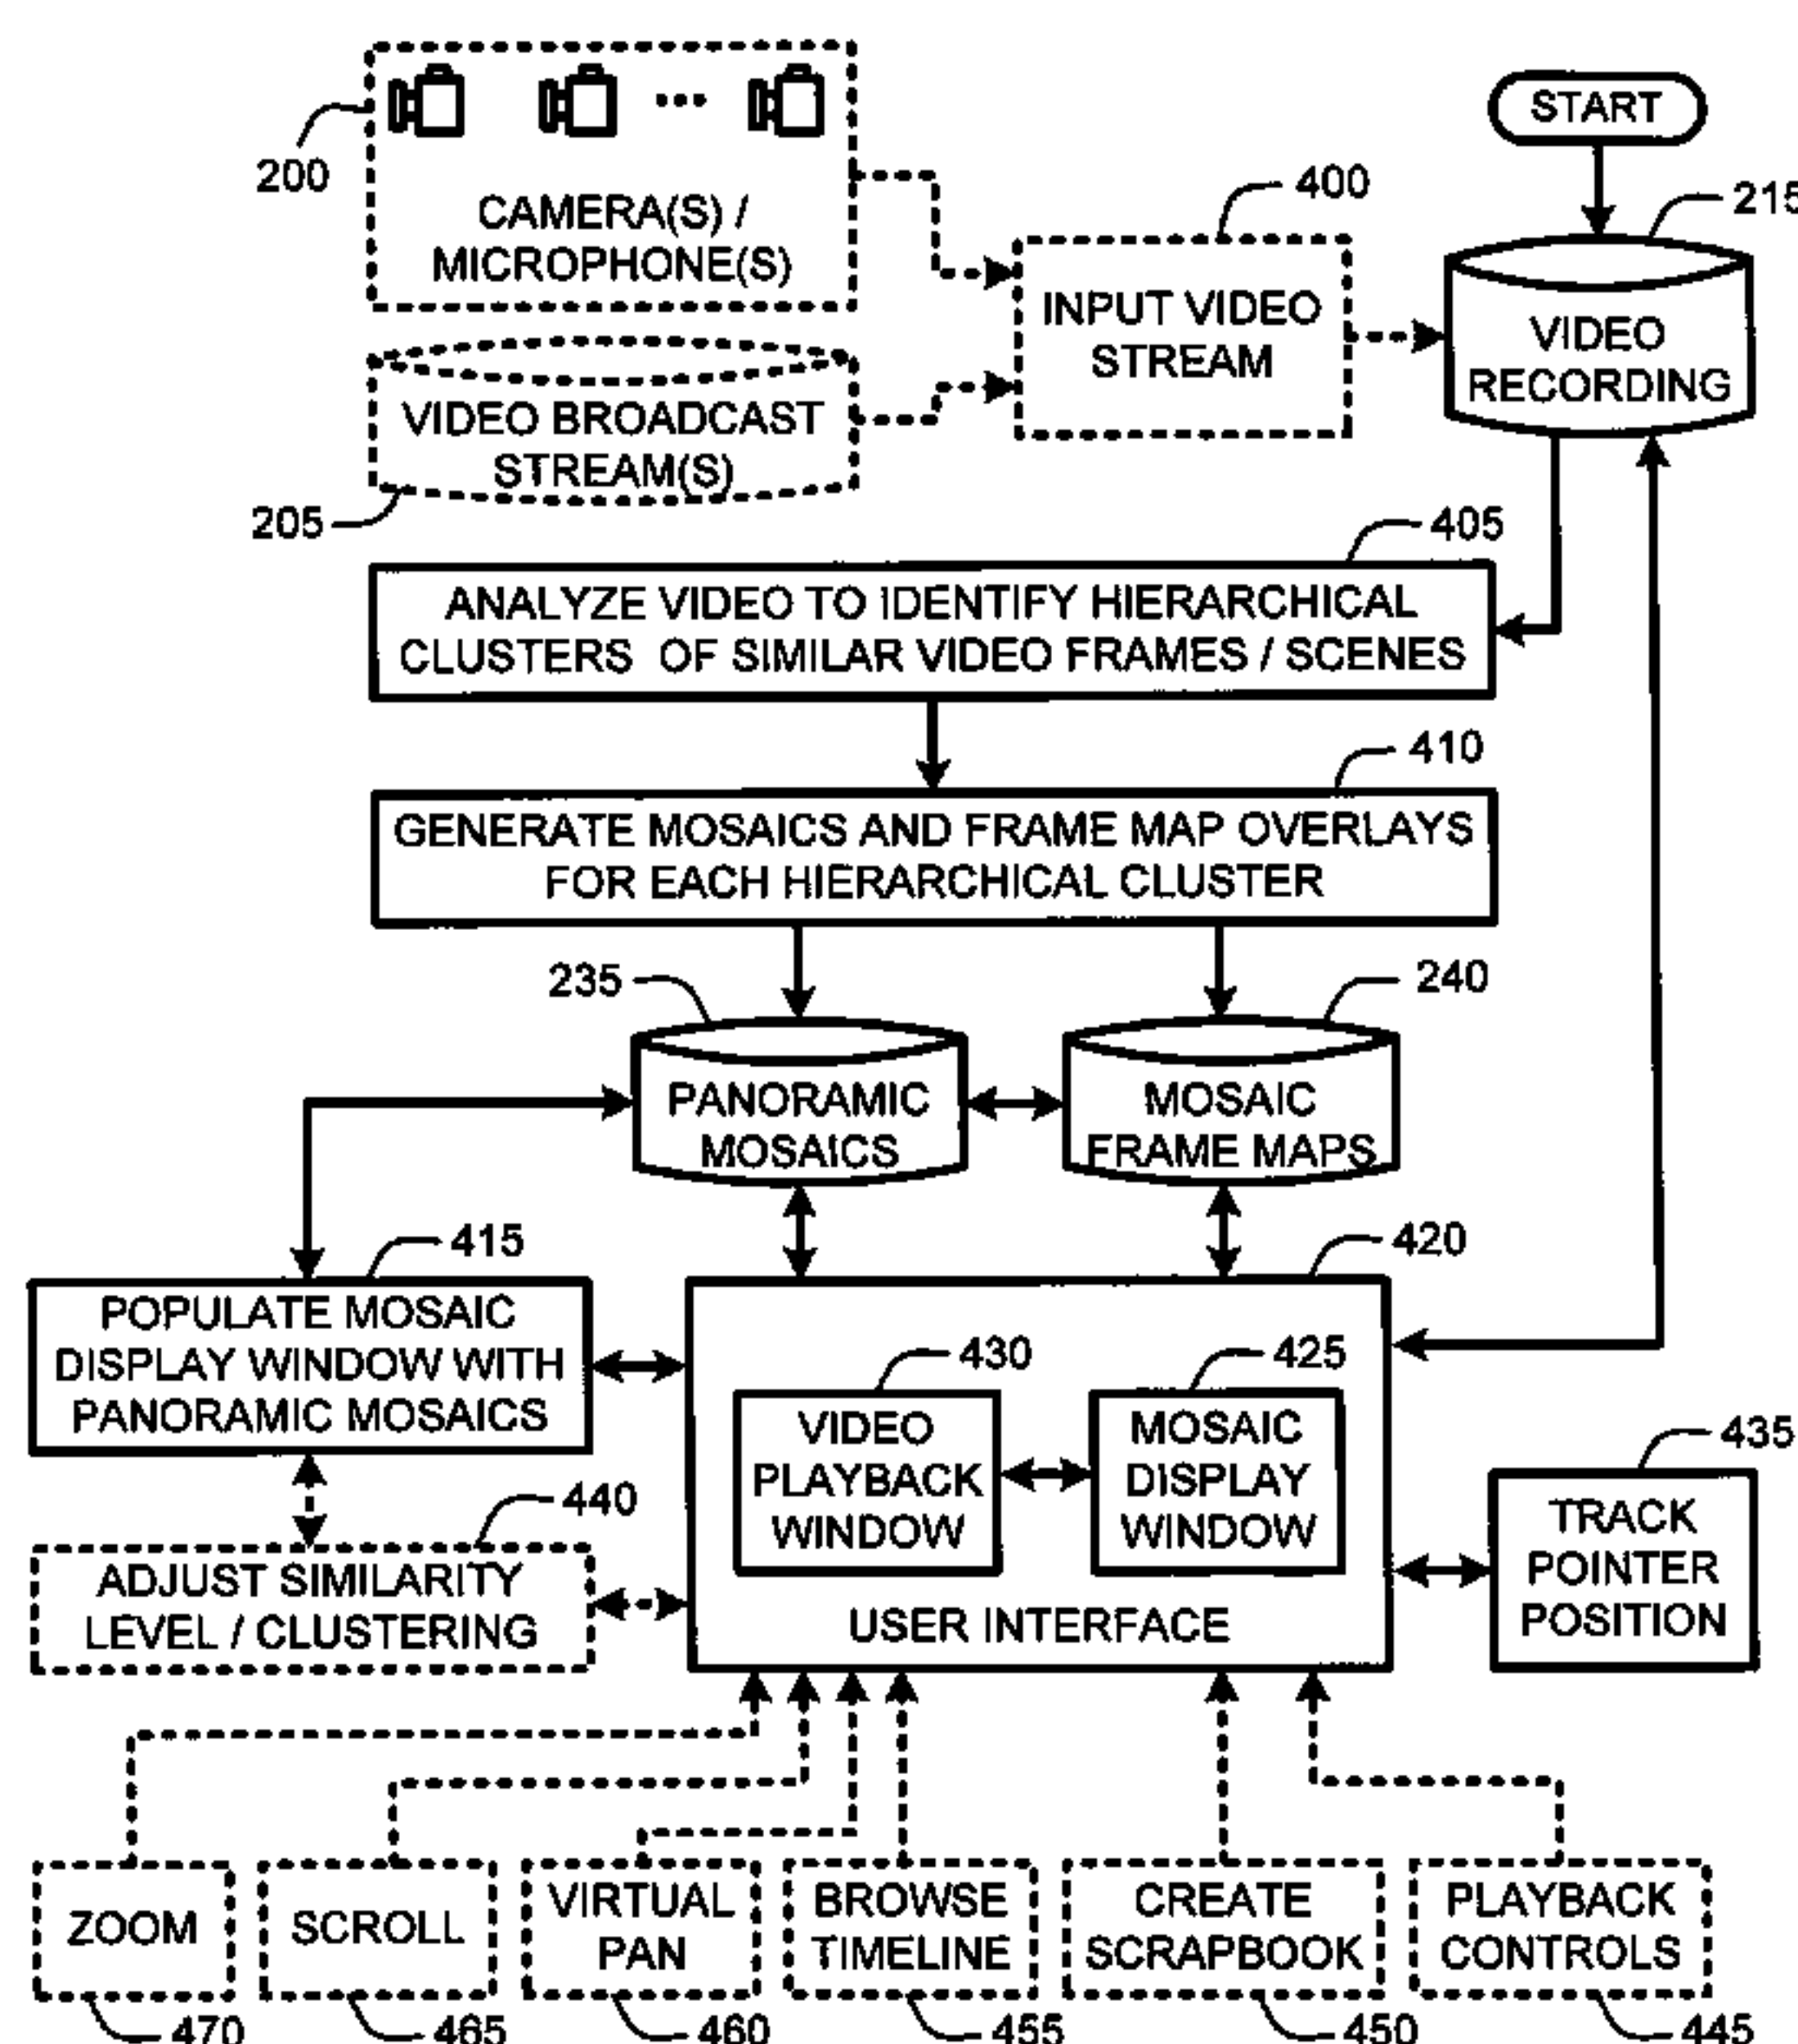 START
200
CAMERA(S) /
MICROPHONE(S)
400
215
INPUT VIDEO
STREAM
VIDEO
RECORDING
VIDEO BROADCAST
STREAM(S)
205
405
ANALYZE VIDEO TO IDENTIFY HIERARCHICAL
CLUSTERS OF SIMILAR VIDEO FRAMES / SCENES
410
GENERATE MOSAICS AND FRAME MAP OVERLAYS
FOR EACH HIERARCHICAL CLUSTER
235
240
PANORAMIC
MOSAICS
MOSAIC
FRAME MAPS
415
420
POPULATE MOSAIC
DISPLAY WINDOW WITH
PANORAMIC MOSAICS
430
425
VIDEO
PLAYBACK
WINDOW
MOSAIC
DISPLAY
WINDOW
435
TRACK
POINTER
POSITION
440
ADJUST SIMILARITY
LEVEL / CLUSTERING
USER INTERFACE
ZOOM
SCROLL
VIRTUAL
PAN
BROWSE
TIMELINE
CREATE
SCRAPBOOK
PLAYBACK
CONTROLS
470
465
460
455
450
445